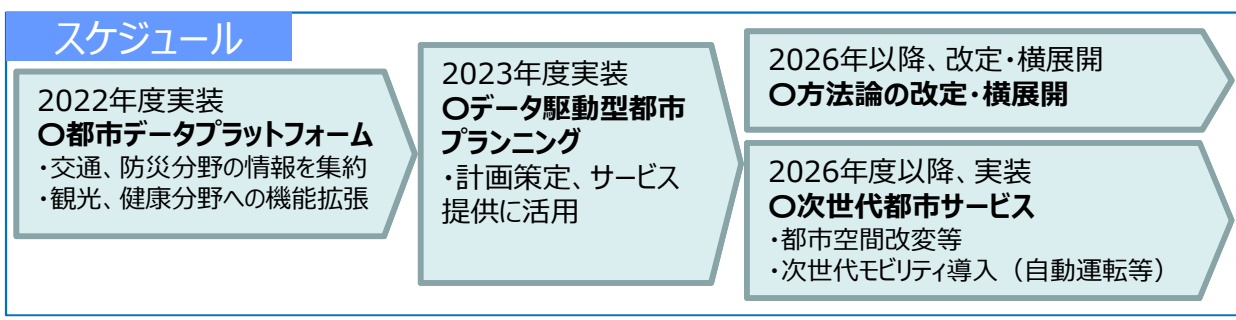 スケジュール
2022年度実装
〇都市データプラットフォーム
・交通、防災分野の情報を集約
・観光、健康分野への機能拡張
2023年度実装
〇データ駆動型都市
プランニング
・計画策定、サービス
提供に活用
2026年以降、改定・横展開
〇方法論の改定・横展開
2026年度以降、実装
〇次世代都市サービス
・都市空間改変等
・次世代モビリティ導入（自動運転等）